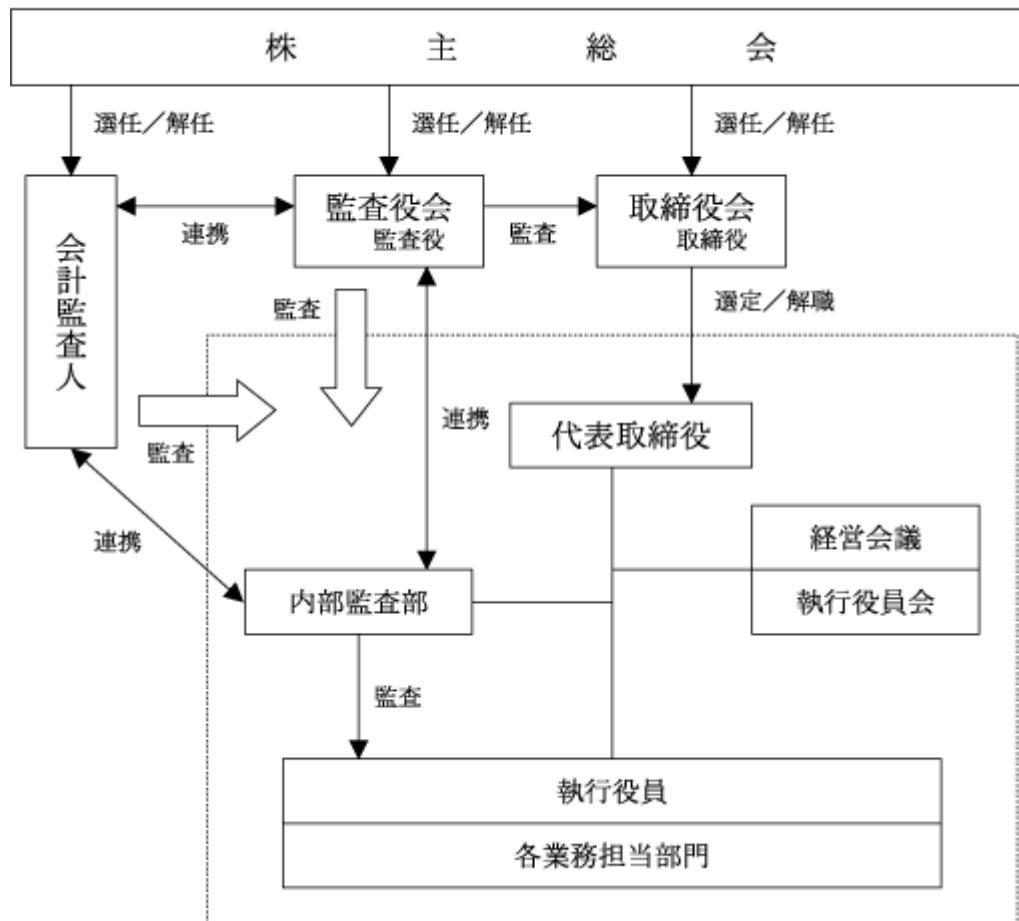 株主総会
選任／解任
選任／解任
選任／解任
会計監査人
連携
監査役会
監査役
監査
取締役会
取締役
監査
選定／解職
監査
連携
代表取締役
連携
経営会議
執行役員会
内部監査部
監査
執行役員
各業務担当部門